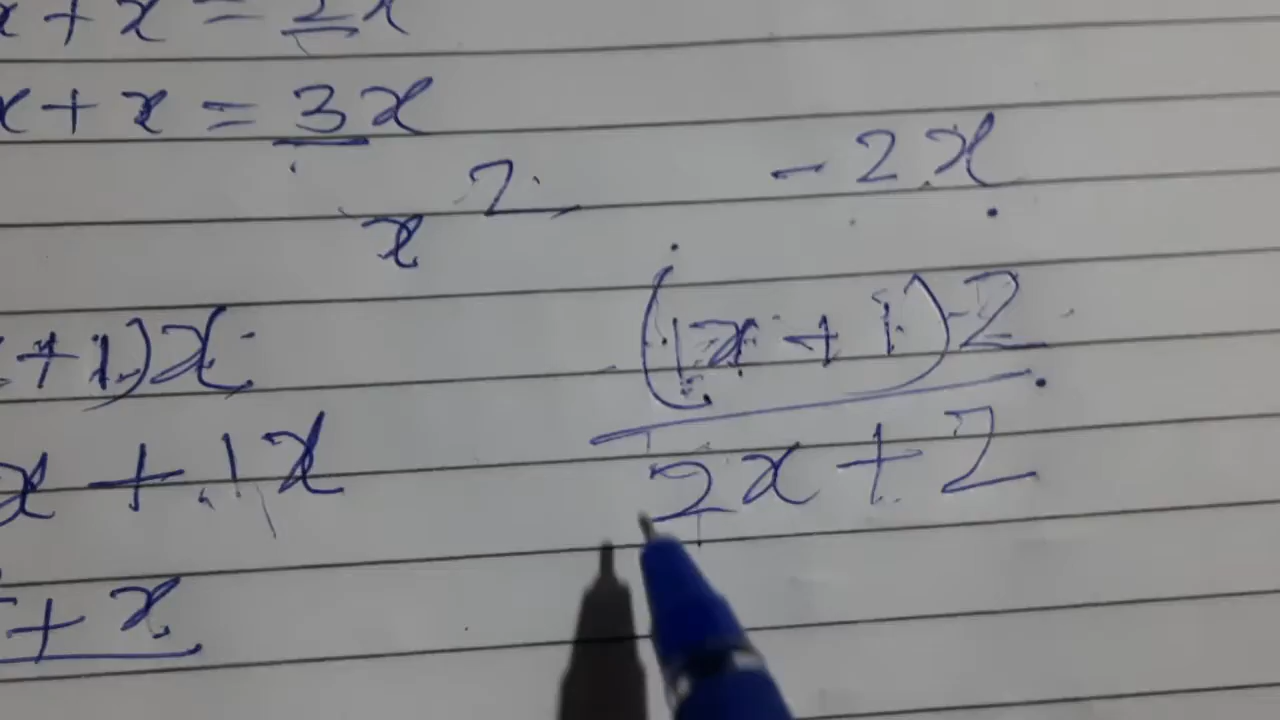 x + x = 2x
x + x = 3x
x 2 - 2x
+ 1)x (1x + 1)2
x + 1x 2x + 2
+ x